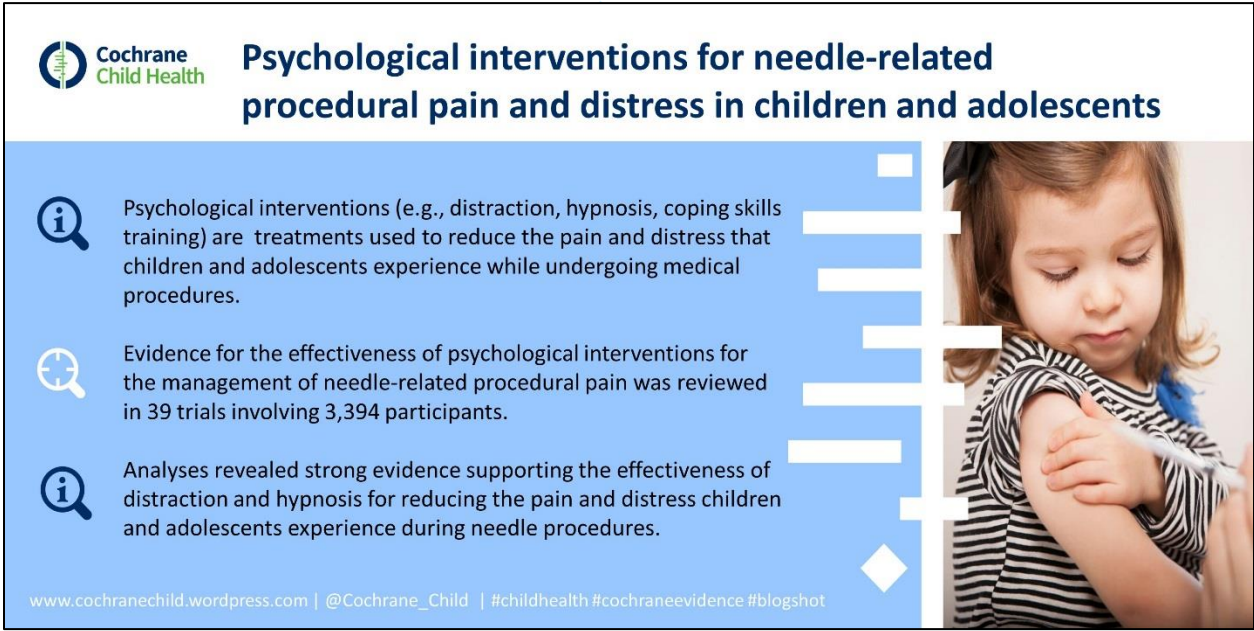 Cochrane
Child Health
Psychological interventions for needle-related
procedural pain and distress in children and adolescents
Psychological interventions (e.g., distraction, hypnosis, coping skills
training) are treatments used to reduce the pain and distress that
children and adolescents experience while undergoing medical
procedures.
Evidence for the effectiveness of psychological interventions for
the management of needle-related procedural pain was reviewed
in 39 trials involving 3,394 participants.
Analyses revealed strong evidence supporting the effectiveness of
distraction and hypnosis for reducing the pain and distress children
and adolescents experience during needle procedures.
www.cochranechild.wordpress.com | @Cochrane_Child | #childhealth #cochraneevidence #blogshot